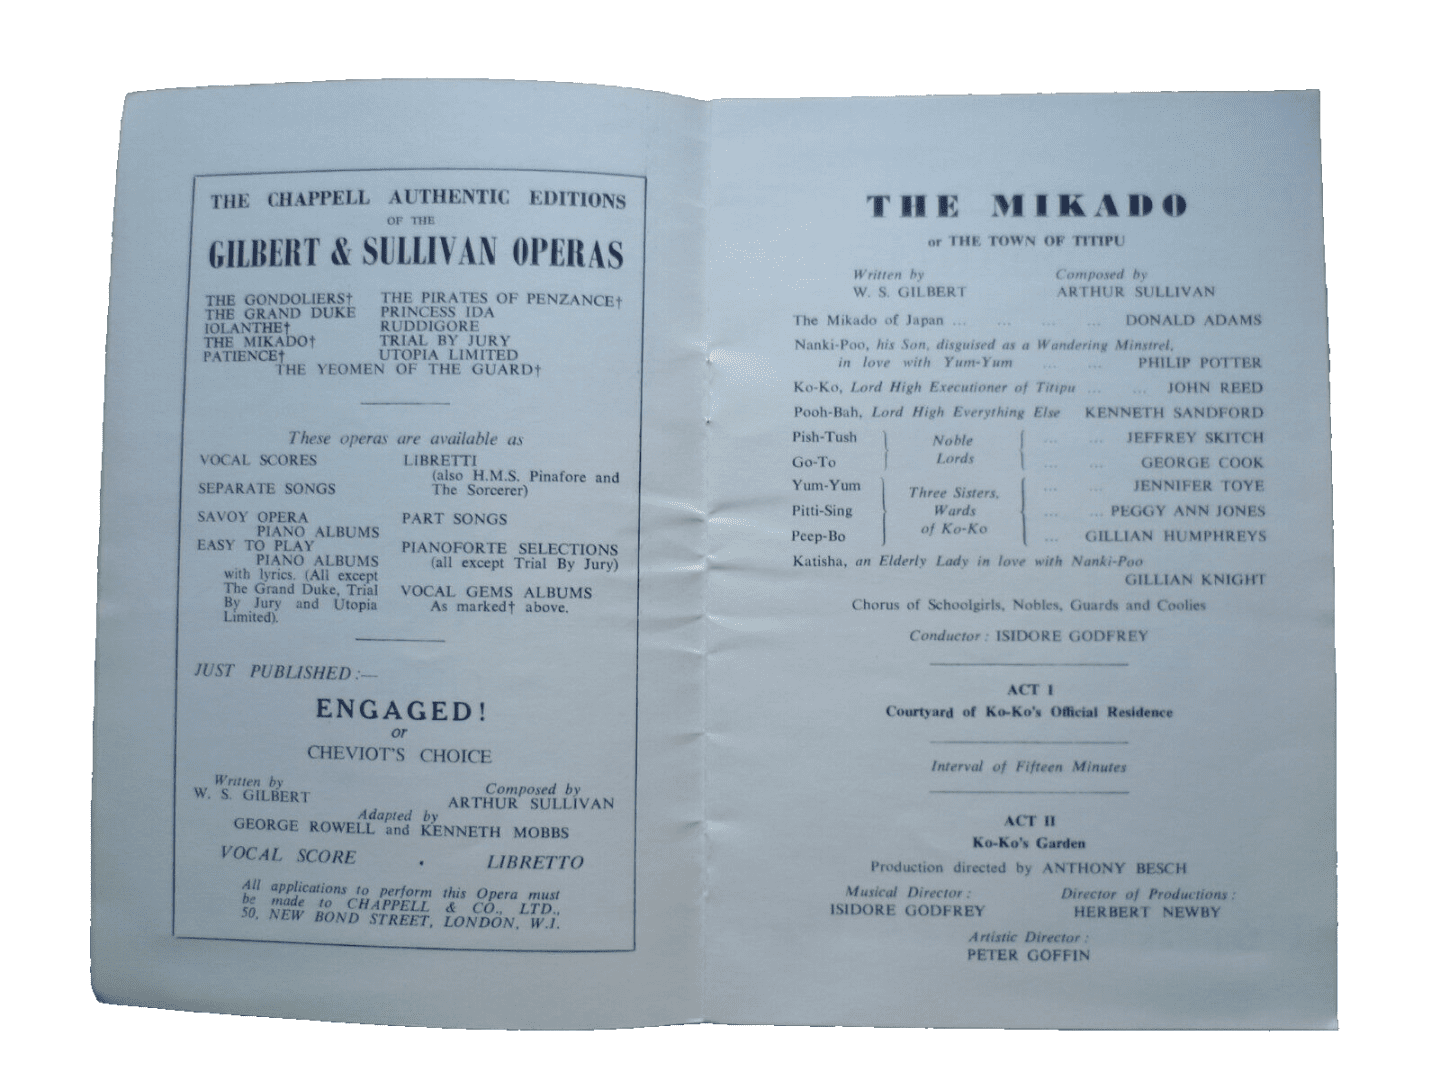 THE CHAPPELL AUTHENTIC EDITIONS
OF THE
GILBERT & SULLIVAN OPERAS
THE GONDOLIERS† THE PIRATES OF PENZANCE†
THE GRAND DUKE PRINCESS IDA
IOLANTHE† RUDDIGORE
THE MIKADO† TRIAL BY JURY
PATIENCE† UTOPIA LIMITED
THE YEOMEN OF THE GUARD†
These operas are available as
VOCAL SCORES
SEPARATE SONGS
SAVOY OPERA
PIANO ALBUMS
EASY TO PLAY
PIANO ALBUMS
with lyrics. (All except
The Grand Duke, Trial
By Jury and Utopia
Limited).
LIBRETTI
(also H.M.S. Pinafore and
The Sorcerer)
PART SONGS
PIANOFORTE SELECTIONS
(all except Trial By Jury)
VOCAL GEMS ALBUMS
As marked† above.
JUST PUBLISHED :—
ENGAGED!
or
CHEVIOT'S CHOICE
Written by Composed by
W. S. GILBERT ARTHUR SULLIVAN
Adapted by
GEORGE ROWELL and KENNETH MOBBS
VOCAL SCORE . LIBRETTO
All applications to perform this Opera must
be made to CHAPPELL & CO., LTD.,
50, NEW BOND STREET, LONDON, W.1.
THE MIKADO
or THE TOWN OF TITIPU
Written by Composed by
W. S. GILBERT ARTHUR SULLIVAN
The Mikado of Japan ... ... ... ... DONALD ADAMS
Nanki-Poo, his Son, disguised as a Wandering Minstrel,
in love with Yum-Yum ... ... PHILIP POTTER
Ko-Ko, Lord High Executioner of Titipu ... ... JOHN REED
Pooh-Bah, Lord High Everything Else KENNETH SANDFORD
Pish-Tush Noble ... ... JEFFREY SKITCH
Go-To Lords ... ... GEORGE COOK
Yum-Yum Three Sisters, ... ... JENNIFER TOYE
Pitti-Sing Wards ... ... PEGGY ANN JONES
Peep-Bo of Ko-Ko ... GILLIAN HUMPHREYS
Katisha, an Elderly Lady in love with Nanki-Poo
GILLIAN KNIGHT
Chorus of Schoolgirls, Nobles, Guards and Coolies
Conductor : ISIDORE GODFREY
ACT I
Courtyard of Ko-Ko's Official Residence
Interval of Fifteen Minutes
ACT II
Ko-Ko's Garden
Production directed by ANTHONY BESCH
Musical Director : Director of Productions :
ISIDORE GODFREY HERBERT NEWBY
Artistic Director :
PETER GOFFIN